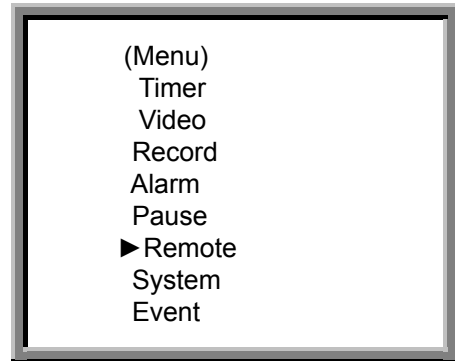 (Menu)
Timer
Video
Record
Alarm
Pause
►Remote
System
Event